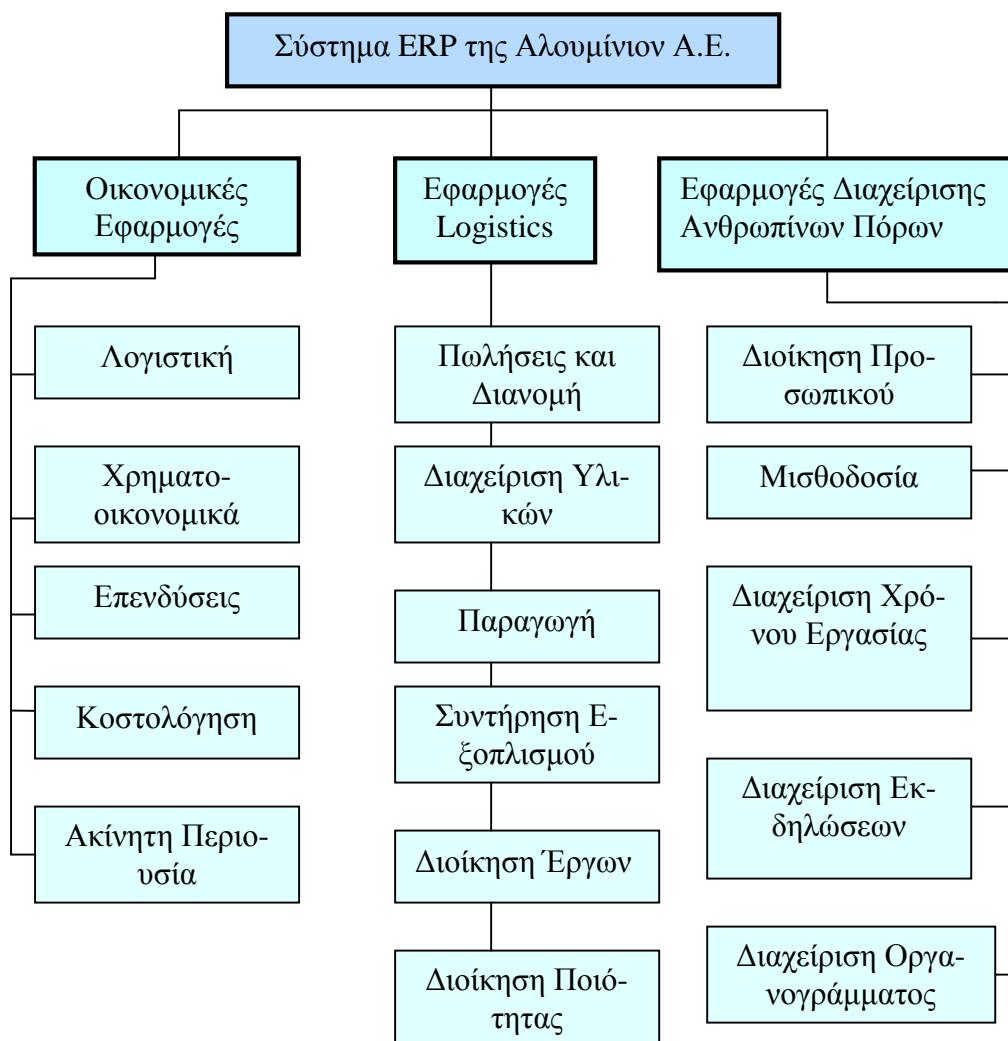 Σύστημα ERP της Αλουμίνιον Α.Ε.
Οικονομικές
Εφαρμογές
Λογιστική
Χρηματο-
οικονομικά
Επενδύσεις
Κοστολόγηση
Ακίνητη Περιο-
υσία
Εφαρμογές
Logistics
Πωλήσεις και
Διανομή
Διαχείριση Υλι-
κών
Παραγωγή
Συντήρηση Ε-
ξοπλισμού
Διοίκηση Έργων
Διοίκηση Ποιό-
τητας
Εφαρμογές Διαχείρισης
Ανθρωπίνων Πόρων
Διοίκηση Προ-
σωπικού
Μισθοδοσία
Διαχείριση Χρό-
νου Εργασίας
Διαχείριση Εκ-
δηλώσεων
Διαχείριση Οργα-
νογράμματος